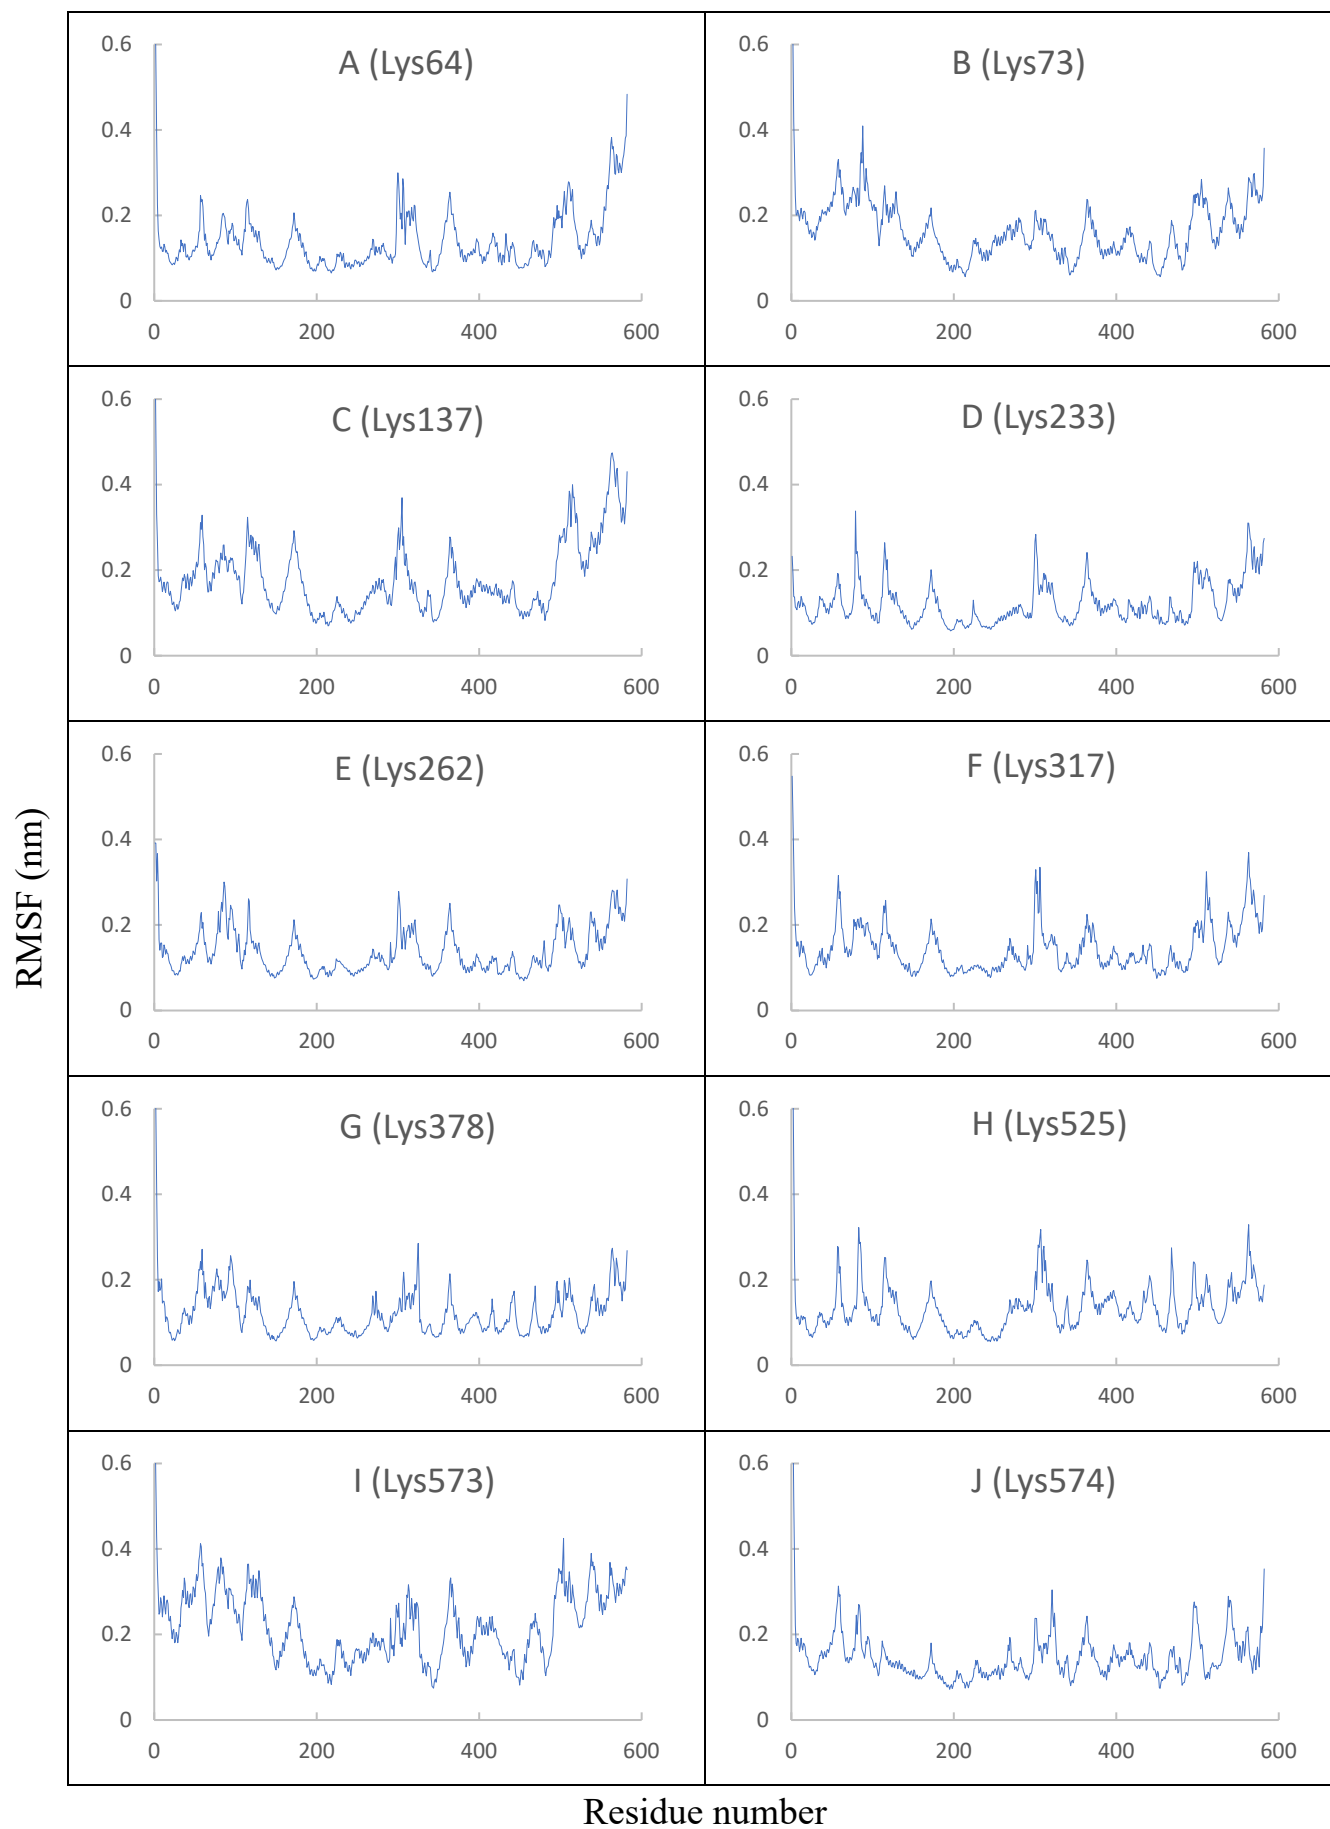 A (Lys64)
0.6
0.4
0.2
0
0 200 400 600
B (Lys73)
0.6
0.4
0.2
0
0 200 400 600
C (Lys137)
0.6
0.4
0.2
0
0 200 400 600
D (Lys233)
0.6
0.4
0.2
0
0 200 400 600
E (Lys262)
0.6
0.4
0.2
0
0 200 400 600
F (Lys317)
0.6
0.4
0.2
0
0 200 400 600
G (Lys378)
0.6
0.4
0.2
0
0 200 400 600
H (Lys525)
0.6
0.4
0.2
0
0 200 400 600
I (Lys573)
0.6
0.4
0.2
0
0 200 400 600
J (Lys574)
0.6
0.4
0.2
0
0 200 400 600
RMSF (nm)
Residue number